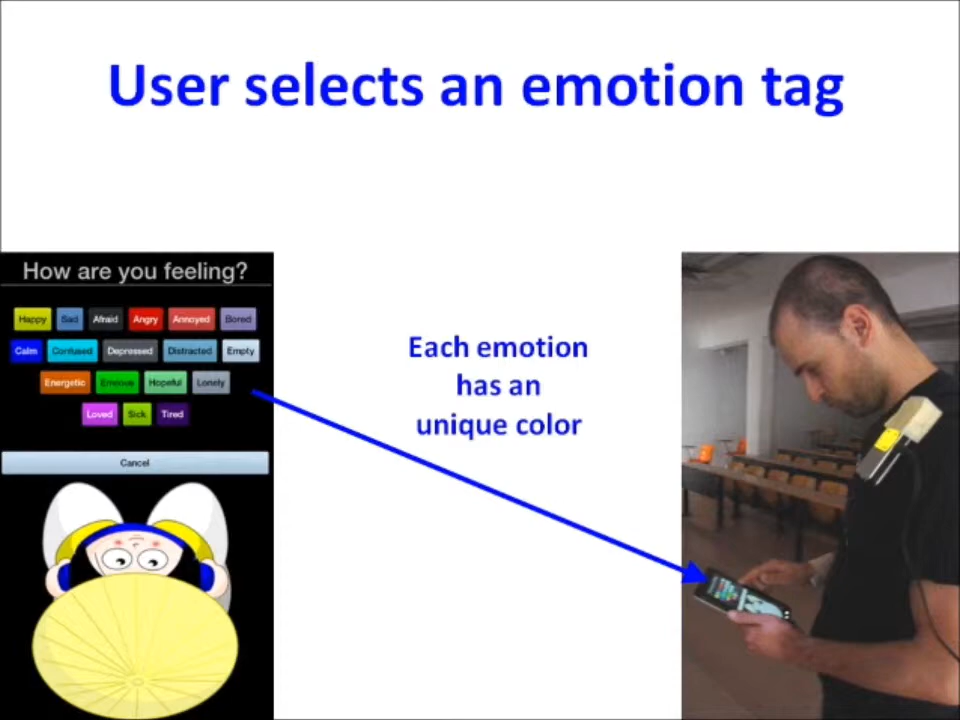 User selects an emotion tag
How are you feeling?
Happy Sad Afraid Angry Annoyed Bored
Calm Confused Depressed Distracted Empty
Energetic Envious Hopeful Lonely
Loved Sick Tired
Cancel
Each emotion
has an
unique color